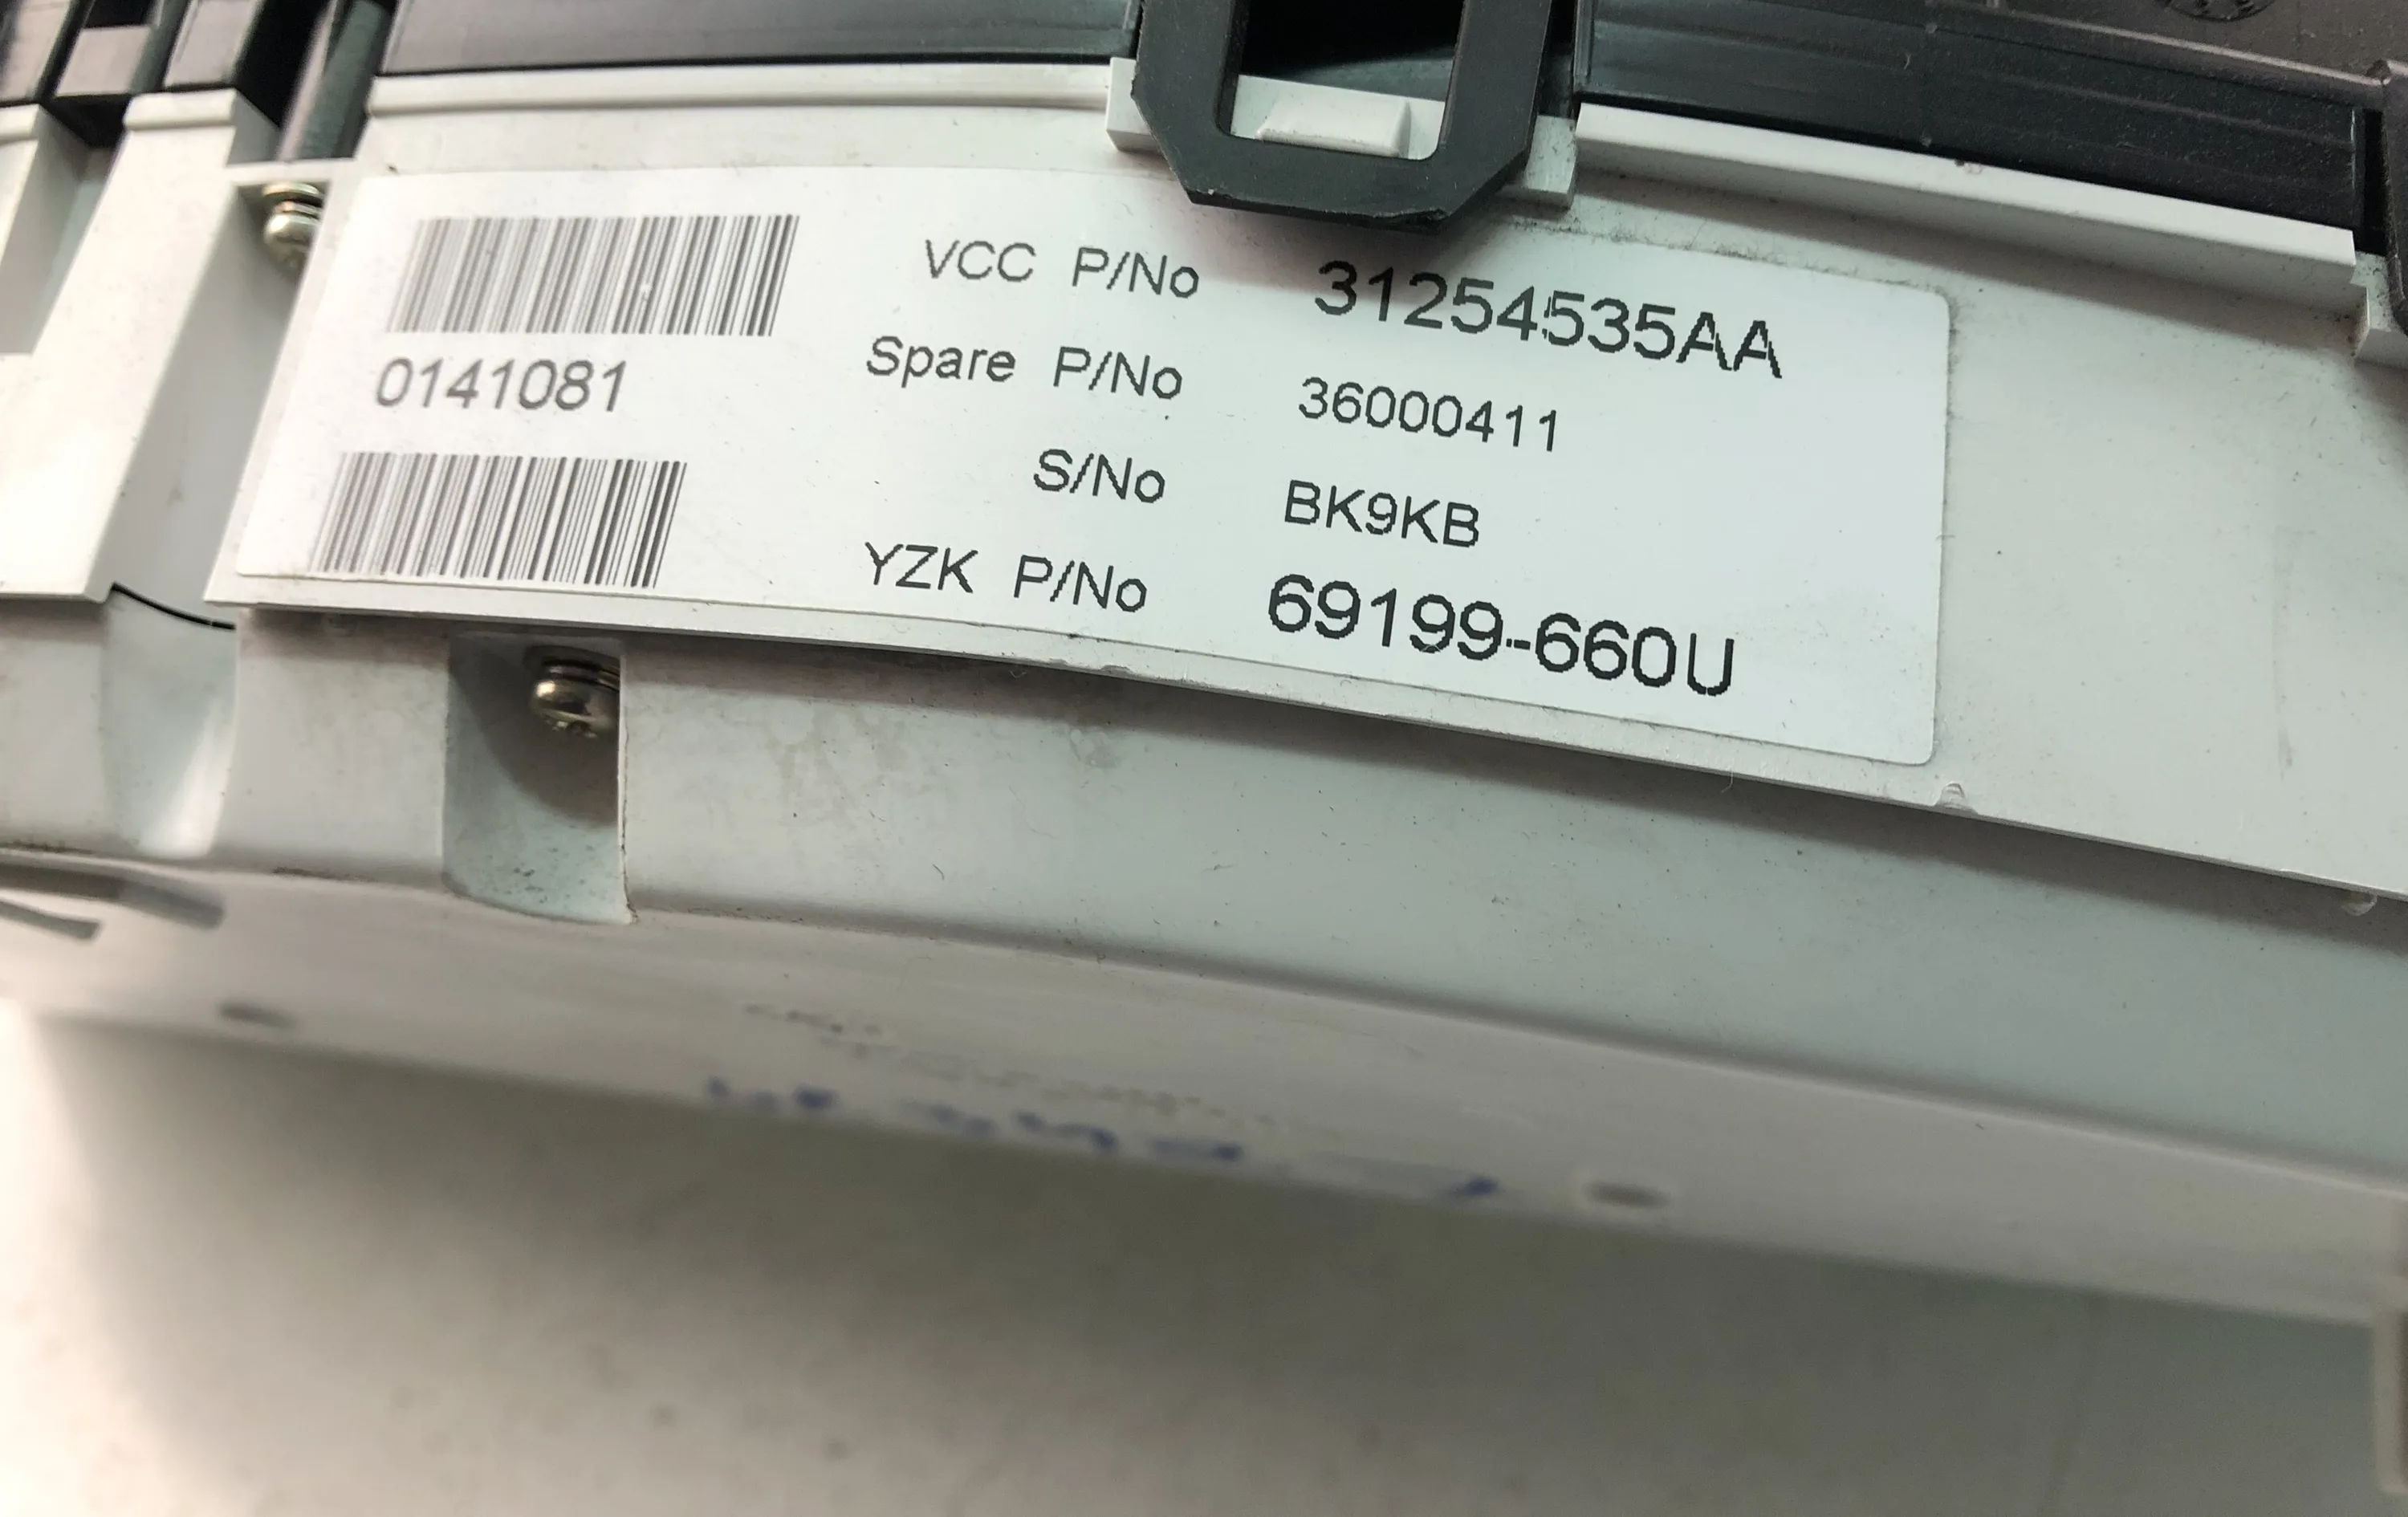 VCC P/No 31254535AA
0141081
Spare P/No 36000411
S/No BK9KB
YZK P/No 69199-660U